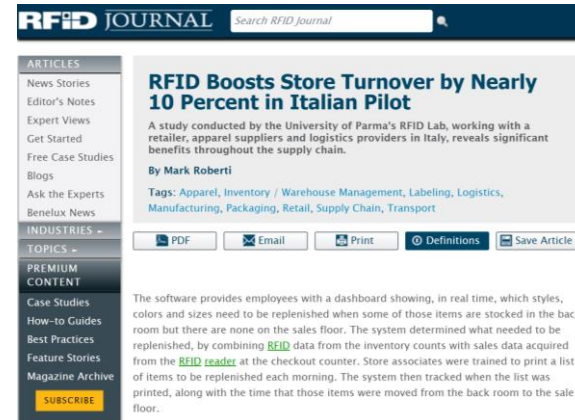 RFID JOURNAL
Search RFID Journal
ARTICLES
News Stories
Editor's Notes
Expert Views
Get Started
Free Case Studies
Blogs
Ask the Experts
Benelux News
INDUSTRIES
TOPICS
PREMIUM
CONTENT
Case Studies
How-to Guides
Best Practices
Feature Stories
Magazine Archive
SUBSCRIBE
RFID Boosts Store Turnover by Nearly
10 Percent in Italian Pilot
A study conducted by the University of Parma's RFID Lab, working with a
retailer, apparel suppliers and logistics providers in Italy, reveals significant
benefits throughout the supply chain.
By Mark Roberti
Tags: Apparel, Inventory / Warehouse Management, Labeling, Logistics,
Manufacturing, Packaging, Retail, Supply Chain, Transport
PDF
Email
Print
Definitions
Save Article
The software provides employees with a dashboard showing, in real time, which styles,
colors and sizes need to be replenished when some of those items are stocked in the bac
room but there are none on the sales floor. The system determined what needed to be
replenished, by combining RFID data from the inventory counts with sales data acquired
from the RFID reader at the checkout counter. Store associates were trained to print a list
of items to be replenished each morning. The system then tracked when the list was
printed, along with the time that those items were moved from the back room to the sale
floor.